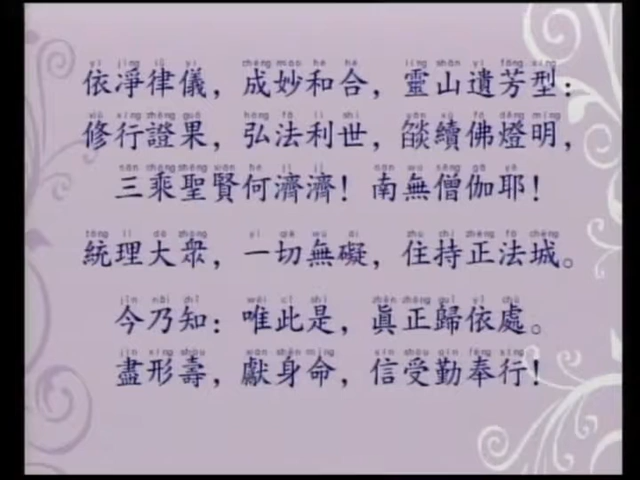 依淨律儀，成妙和合，靈山遺芳型：
修行證果，弘法利世，燄續佛燈明，
三乘聖賢何濟濟！南無僧伽耶！
統理大衆，一切無礙，住持正法城。
今乃知：唯此是，眞正歸依處。
盡形壽，獻身命，信受勤奉行！